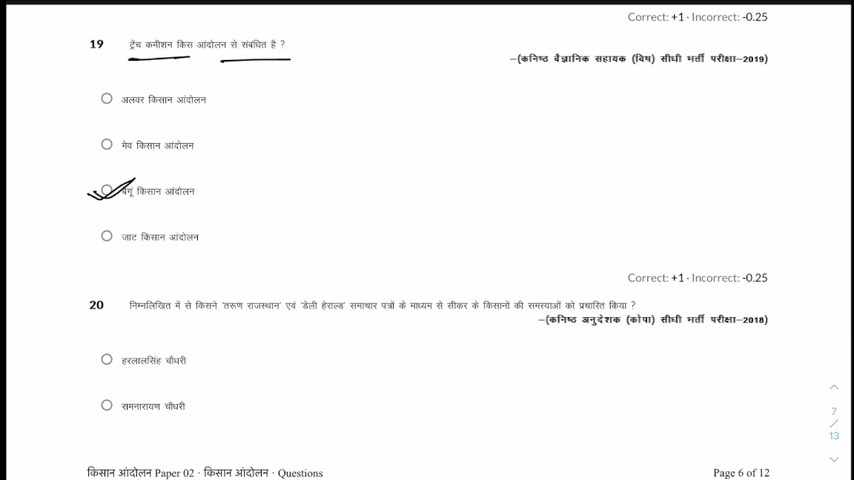 Correct: +1 · Incorrect: -0.25
19 ट्रेंच कमीशन किस आंदोलन से संबंधित है ?
–(कनिष्ठ वैज्ञानिक सहायक (विष) सीधी भर्ती परीक्षा–2019)
अलवर किसान आंदोलन
मेव किसान आंदोलन
बेगूं किसान आंदोलन
जाट किसान आंदोलन
Correct: +1 · Incorrect: -0.25
20 निम्नलिखित में से किसने 'तरूण राजस्थान' एवं 'डेली हेराल्ड' समाचार पत्रों के माध्यम से सीकर के किसानों की समस्याओं को प्रचारित किया ?
–(कनिष्ठ अनुदेशक (कोपा) सीधी भर्ती परीक्षा–2018)
हरलालसिंह चौधरी
रामनारायण चौधरी
7
/
13
किसान आंदोलन Paper 02 · किसान आंदोलन · Questions Page 6 of 12